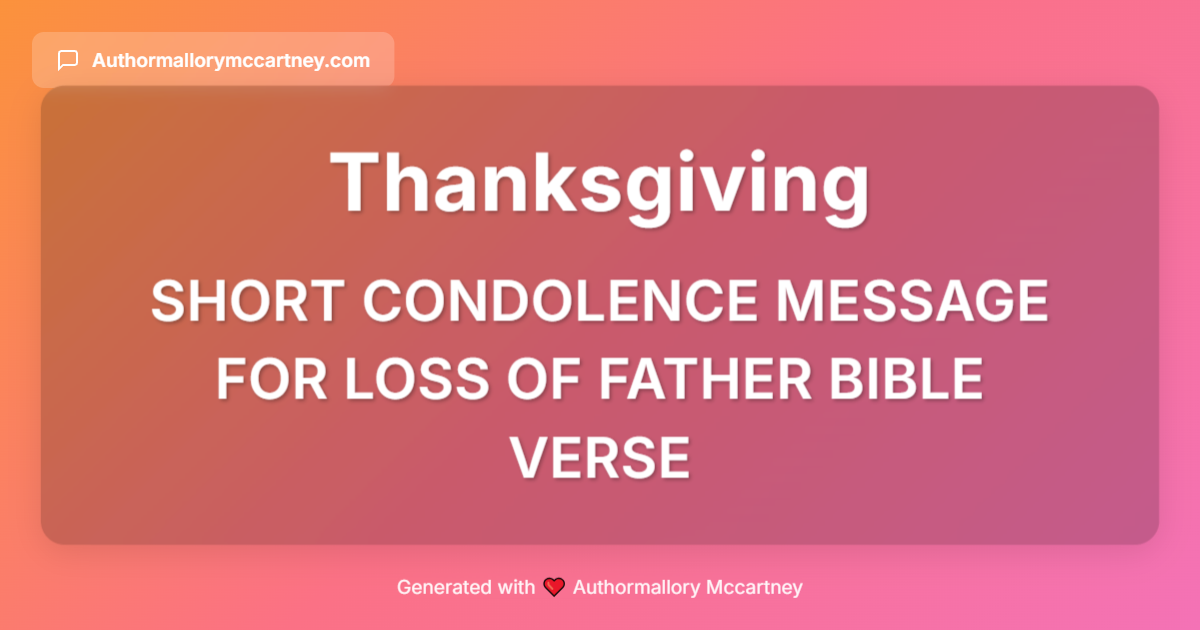 Authormallorymccartney.com
Thanksgiving
SHORT CONDOLENCE MESSAGE
FOR LOSS OF FATHER BIBLE
VERSE
Generated with ❤️ Authormallory Mccartney